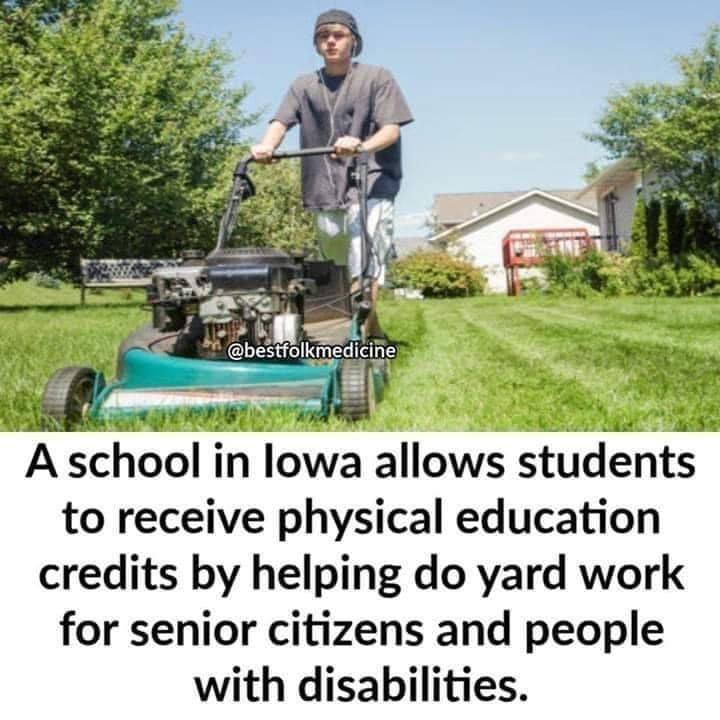 @bestfolkmedicine
A school in Iowa allows students
to receive physical education
credits by helping do yard work
for senior citizens and people
with disabilities.